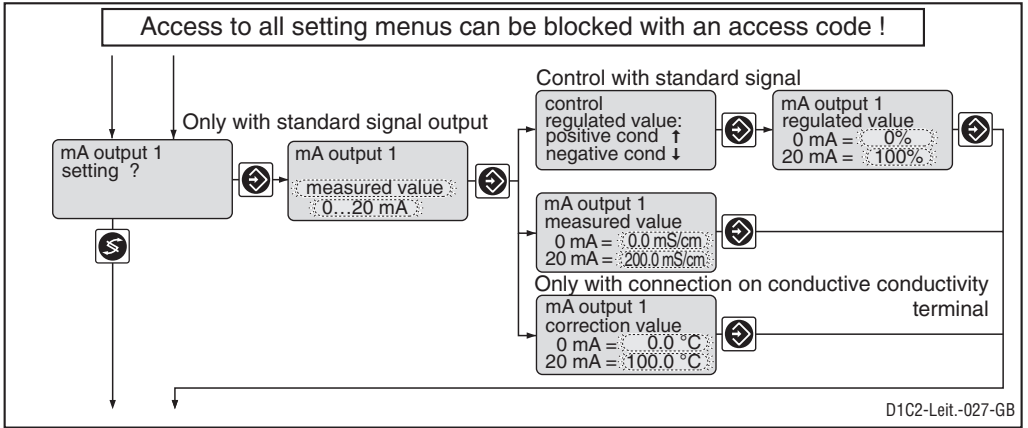 Access to all setting menus can be blocked with an access code !
Only with standard signal output
mA output 1
setting ?
mA output 1
measured value
0...20 mA
Control with standard signal
control
regulated value:
positive cond ↑
negative cond ↓
mA output 1
regulated value
0 mA = 0%
20 mA = 100%
mA output 1
measured value
0 mA = 0.0 mS/cm
20 mA = 200.0 mS/cm
Only with connection on conductive conductivity
terminal
mA output 1
correction value
0 mA = 0.0 °C
20 mA = 100.0 °C
D1C2-Leit.-027-GB